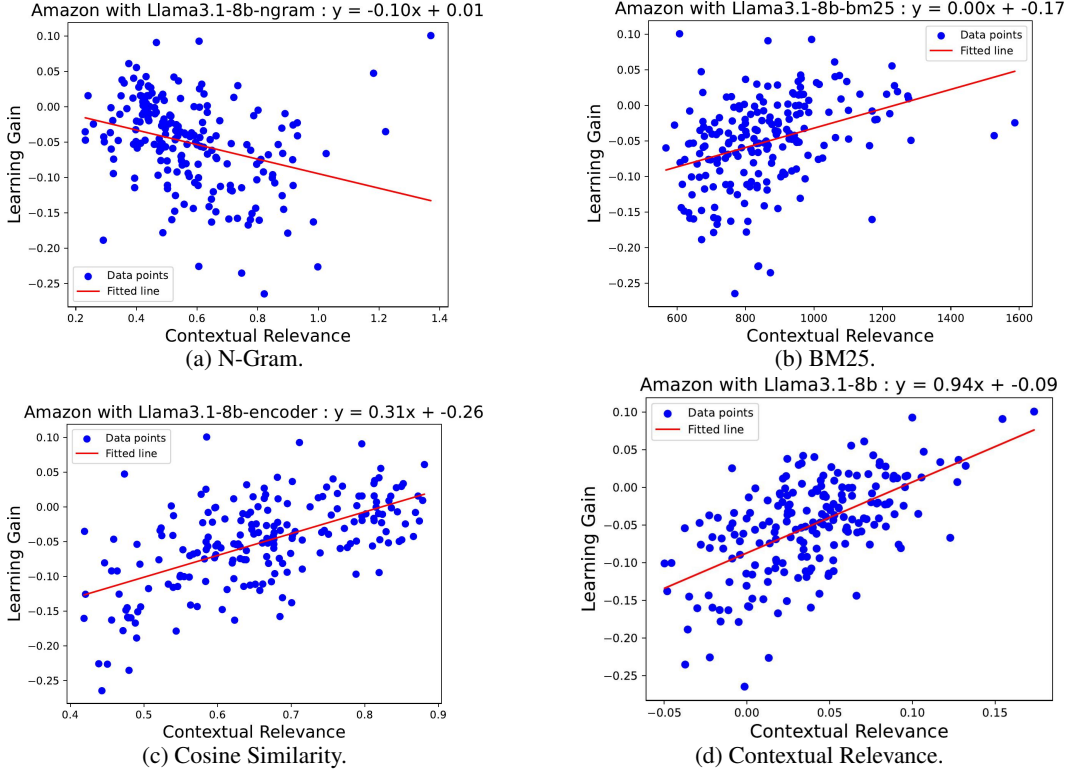 Amazon with Llama3.1-8b-ngram : y = -0.10x + 0.01
0.10
0.05
0.00
−0.05
−0.10
−0.15
−0.20
−0.25
Learning Gain
Data points
Fitted line
0.2 0.4 0.6 0.8 1.0 1.2 1.4
Contextual Relevance
(a) N-Gram.
Amazon with Llama3.1-8b-bm25 : y = 0.00x + -0.17
0.10
0.05
0.00
−0.05
−0.10
−0.15
−0.20
−0.25
Learning Gain
Data points
Fitted line
600 800 1000 1200 1400 1600
Contextual Relevance
(b) BM25.
Amazon with Llama3.1-8b-encoder : y = 0.31x + -0.26
0.10
0.05
0.00
−0.05
−0.10
−0.15
−0.20
−0.25
Learning Gain
Data points
Fitted line
0.4 0.5 0.6 0.7 0.8 0.9
Contextual Relevance
(c) Cosine Similarity.
Amazon with Llama3.1-8b : y = 0.94x + -0.09
0.10
0.05
0.00
−0.05
−0.10
−0.15
−0.20
−0.25
Learning Gain
Data points
Fitted line
−0.05 0.00 0.05 0.10 0.15
Contextual Relevance
(d) Contextual Relevance.